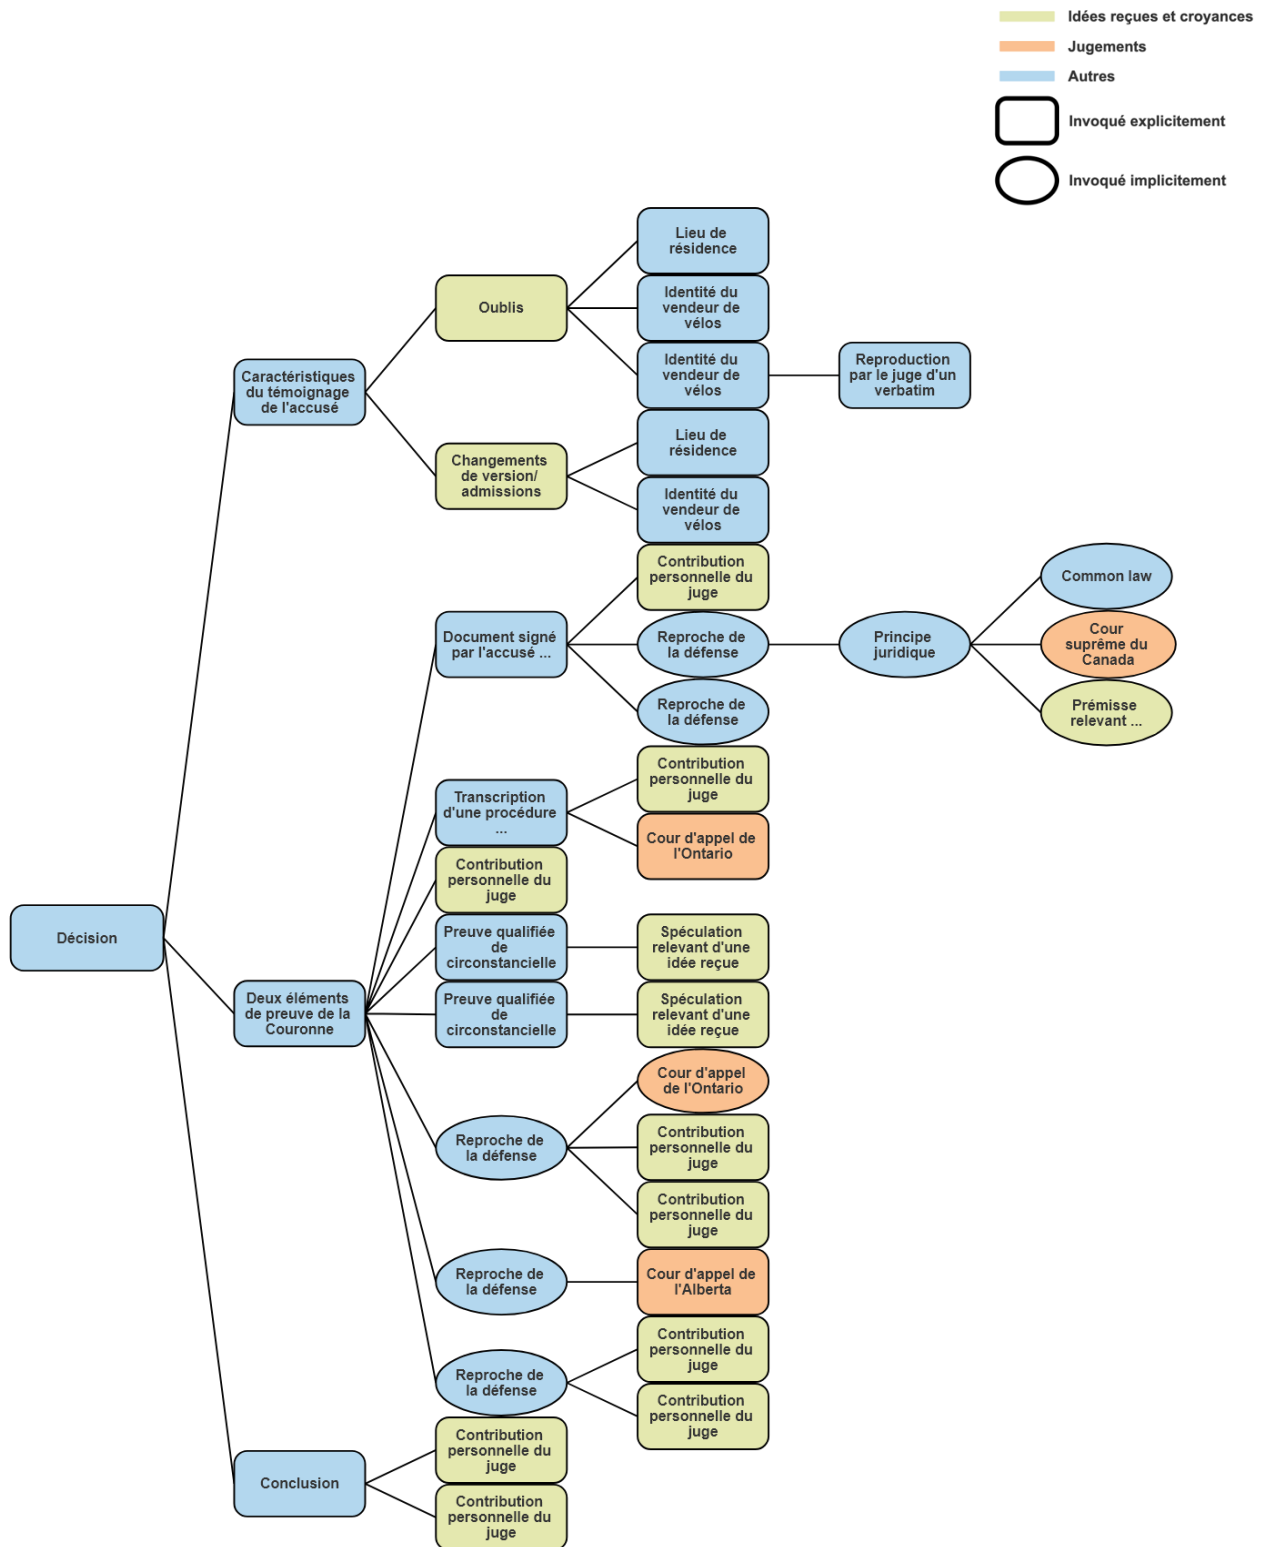 Idées reçues et croyances
Jugements
Autres
Invoqué explicitement
Invoqué implicitement
Lieu de
résidence
Oublis
Identité du
vendeur de
vélos
Caractéristiques
du témoignage
de l'accusé
Identité du
vendeur de
vélos
Reproduction
par le juge d'un
verbatim
Changements
de version/
admissions
Lieu de
résidence
Identité du
vendeur de
vélos
Contribution
personnelle du
juge
Common law
Document signé
par l'accusé ...
Reproche de
la défense
Principe
juridique
Cour
suprême du
Canada
Reproche de
la défense
Prémisse
relevant ...
Transcription
d'une procédure
...
Contribution
personnelle du
juge
Cour d'appel de
l'Ontario
Contribution
personnelle du
juge
Décision
Preuve qualifiée
de
circonstancielle
Spéculation
relevant d'une
idée reçue
Deux éléments
de preuve de la
Couronne
Preuve qualifiée
de
circonstancielle
Spéculation
relevant d'une
idée reçue
Cour d'appel
de l'Ontario
Reproche de
la défense
Contribution
personnelle du
juge
Contribution
personnelle du
juge
Reproche de
la défense
Cour d'appel de
l'Alberta
Reproche de
la défense
Contribution
personnelle du
juge
Contribution
personnelle du
juge
Conclusion
Contribution
personnelle du
juge
Contribution
personnelle du
juge